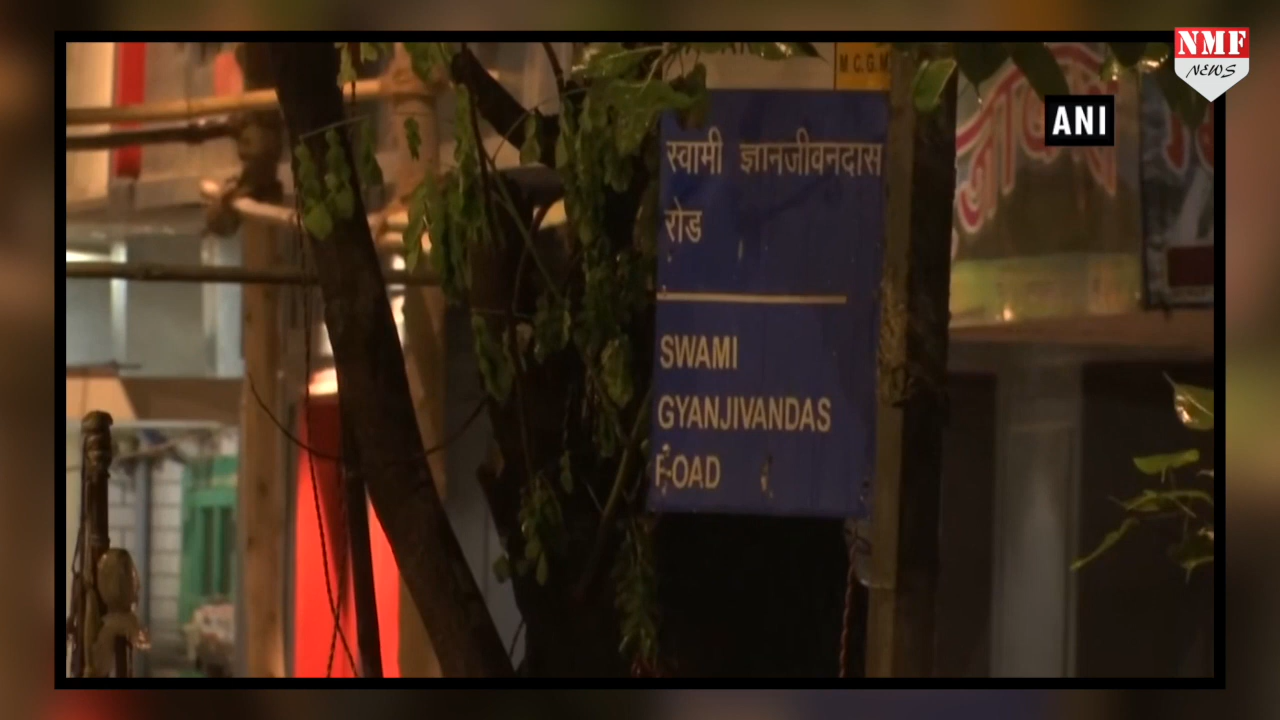 NMF
NEWS
ANI
M.C.G.M
स्वामी ज्ञानजीवनदास
रोड
SWAMI
GYANJIVANDAS
ROAD